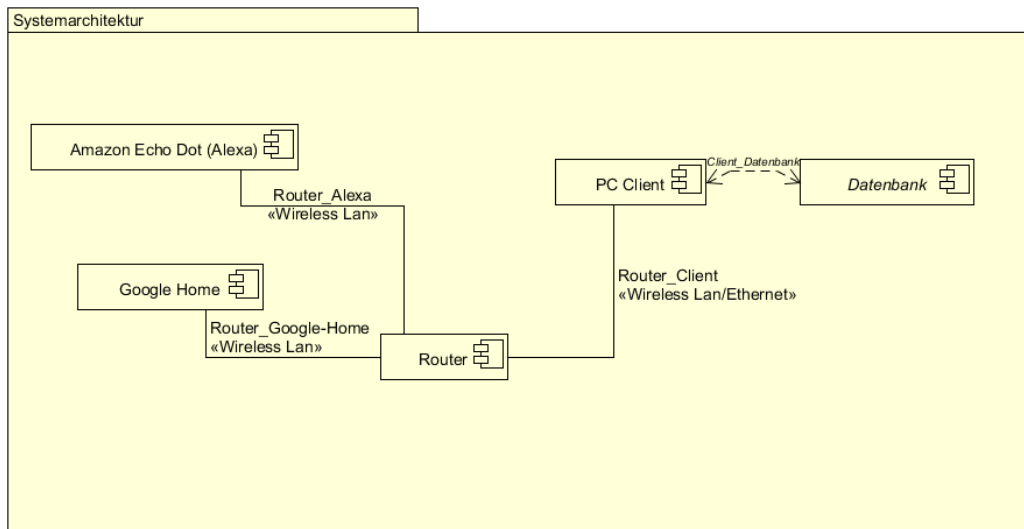 Systemarchitektur
Amazon Echo Dot (Alexa)
Router_Alexa
«Wireless Lan»
PC Client
Client_Datenbank
Datenbank
Google Home
Router_Google-Home
«Wireless Lan»
Router
Router_Client
«Wireless Lan/Ethernet»